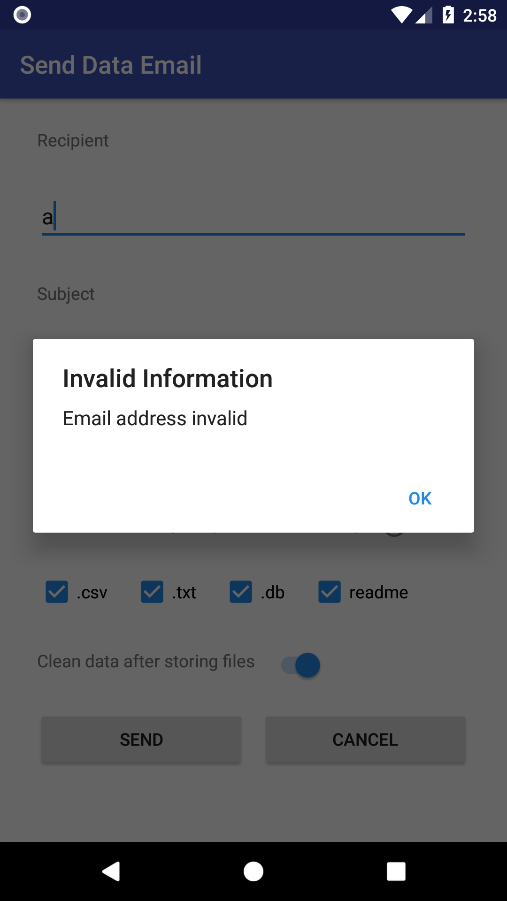 2:58
Send Data Email
Recipient
a
Subject
Invalid Information
Email address invalid
OK
.csv .txt .db readme
Clean data after storing files
SEND CANCEL